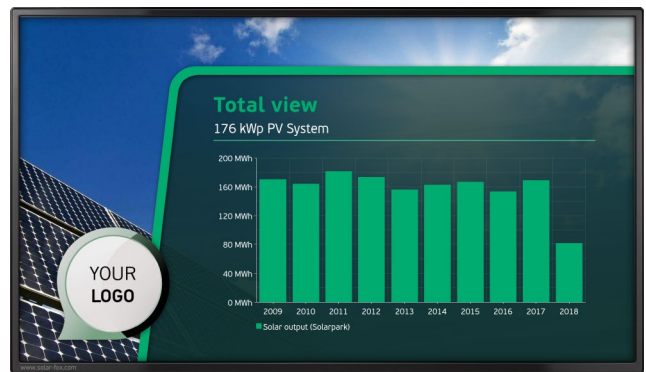 Total view
176 kWp PV System
200 MWh
160 MWh
120 MWh
80 MWh
40 MWh
0 MWh
2009 2010 2011 2012 2013 2014 2015 2016 2017 2018
Solar output (Solarpark)
YOUR
LOGO
www.solar-fox.com